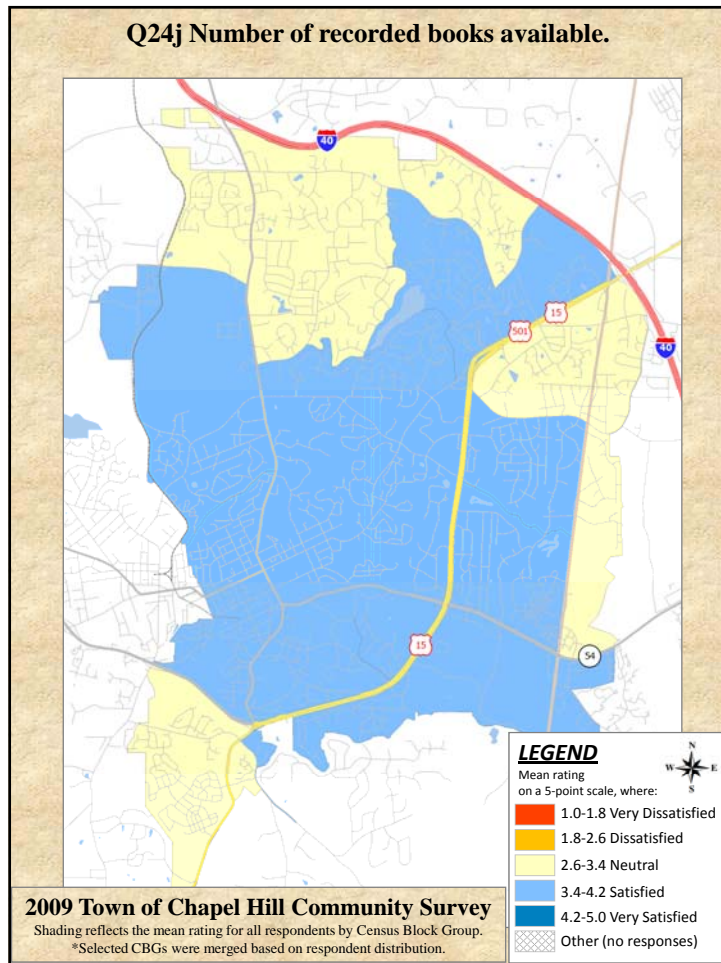 Q24j Number of recorded books available.
40
15
501
40
15
54
LEGEND
Mean rating
on a 5-point scale, where:
N
W E
S
1.0-1.8 Very Dissatisfied
1.8-2.6 Dissatisfied
2.6-3.4 Neutral
3.4-4.2 Satisfied
4.2-5.0 Very Satisfied
Other (no responses)
2009 Town of Chapel Hill Community Survey
Shading reflects the mean rating for all respondents by Census Block Group.
*Selected CBGs were merged based on respondent distribution.